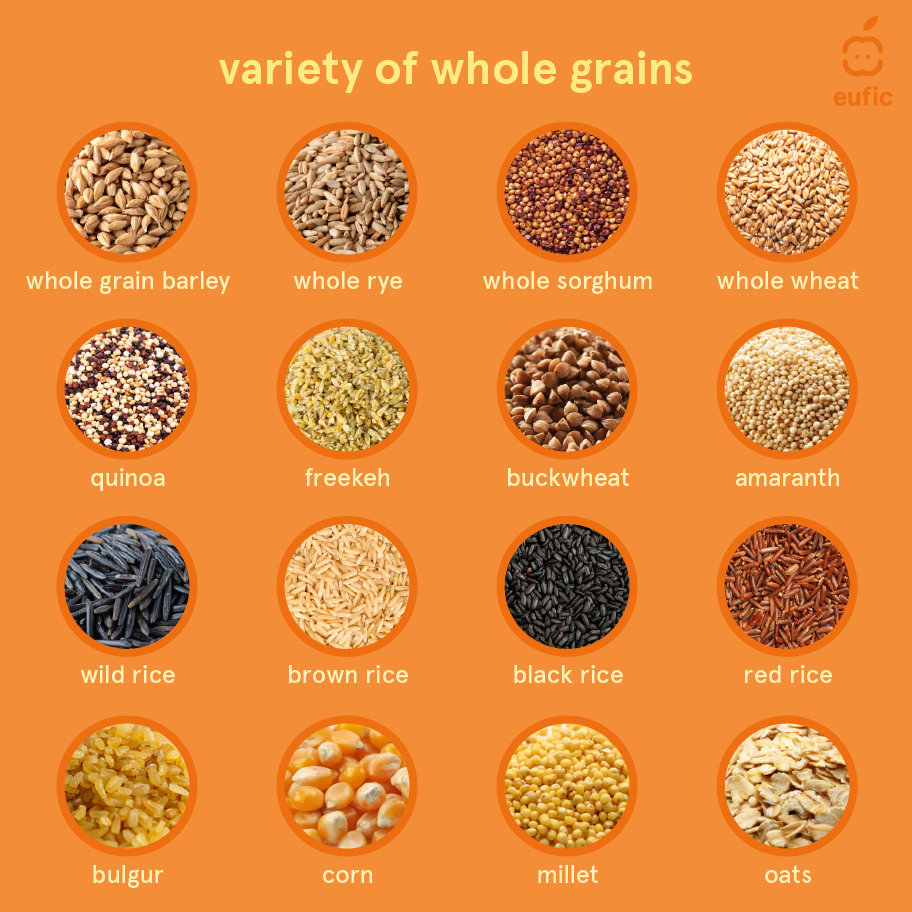 variety of whole grains
eufic
whole grain barley
whole rye
whole sorghum
whole wheat
quinoa
freekeh
buckwheat
amaranth
wild rice
brown rice
black rice
red rice
bulgur
corn
millet
oats